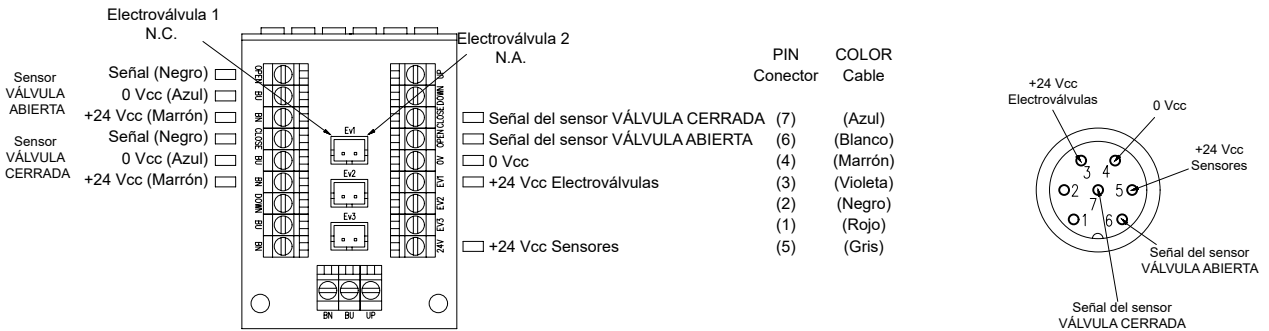 Electroválvula 1
N.C.
Electroválvula 2
N.A.
Sensor
VÁLVULA
ABIERTA
Señal (Negro)
0 Vcc (Azul)
+24 Vcc (Marrón)
Sensor
VÁLVULA
CERRADA
Señal (Negro)
0 Vcc (Azul)
+24 Vcc (Marrón)
OPEN
BU
BN
CLOSE
BU
BN
DOWN
BU
BN
Ev1
Ev2
Ev3
UP
DOWN
CLOSE
OPEN
0V
EV1
EV2
EV3
24V
BN BU UP
PIN COLOR
Conector Cable
Señal del sensor VÁLVULA CERRADA (7) (Azul)
Señal del sensor VÁLVULA ABIERTA (6) (Blanco)
0 Vcc (4) (Marrón)
+24 Vcc Electroválvulas (3) (Violeta)
(2) (Negro)
(1) (Rojo)
+24 Vcc Sensores (5) (Gris)
+24 Vcc
Electroválvulas
0 Vcc
+24 Vcc
Sensores
3 4
2 5
7
1 6
Señal del sensor
VÁLVULA ABIERTA
Señal del sensor
VÁLVULA CERRADA